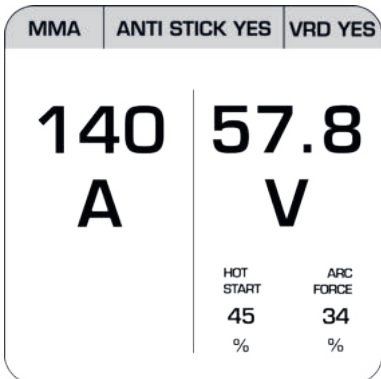 MMA ANTI STICK YES VRD YES
140 57.8
A V
HOT ARC
START FORCE
45 34
% %